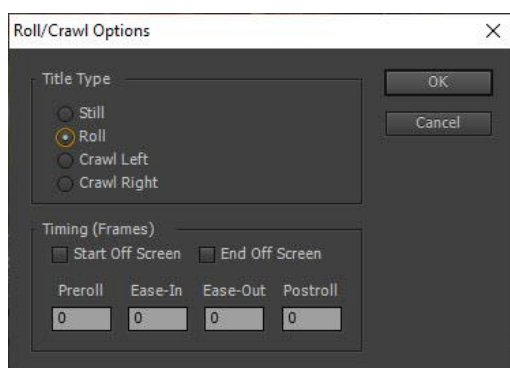 Roll/Crawl Options
Title Type
Still
Roll
Crawl Left
Crawl Right
OK
Cancel
Timing (Frames)
Start Off Screen End Off Screen
Preroll Ease-In Ease-Out Postroll
0 0 0 0